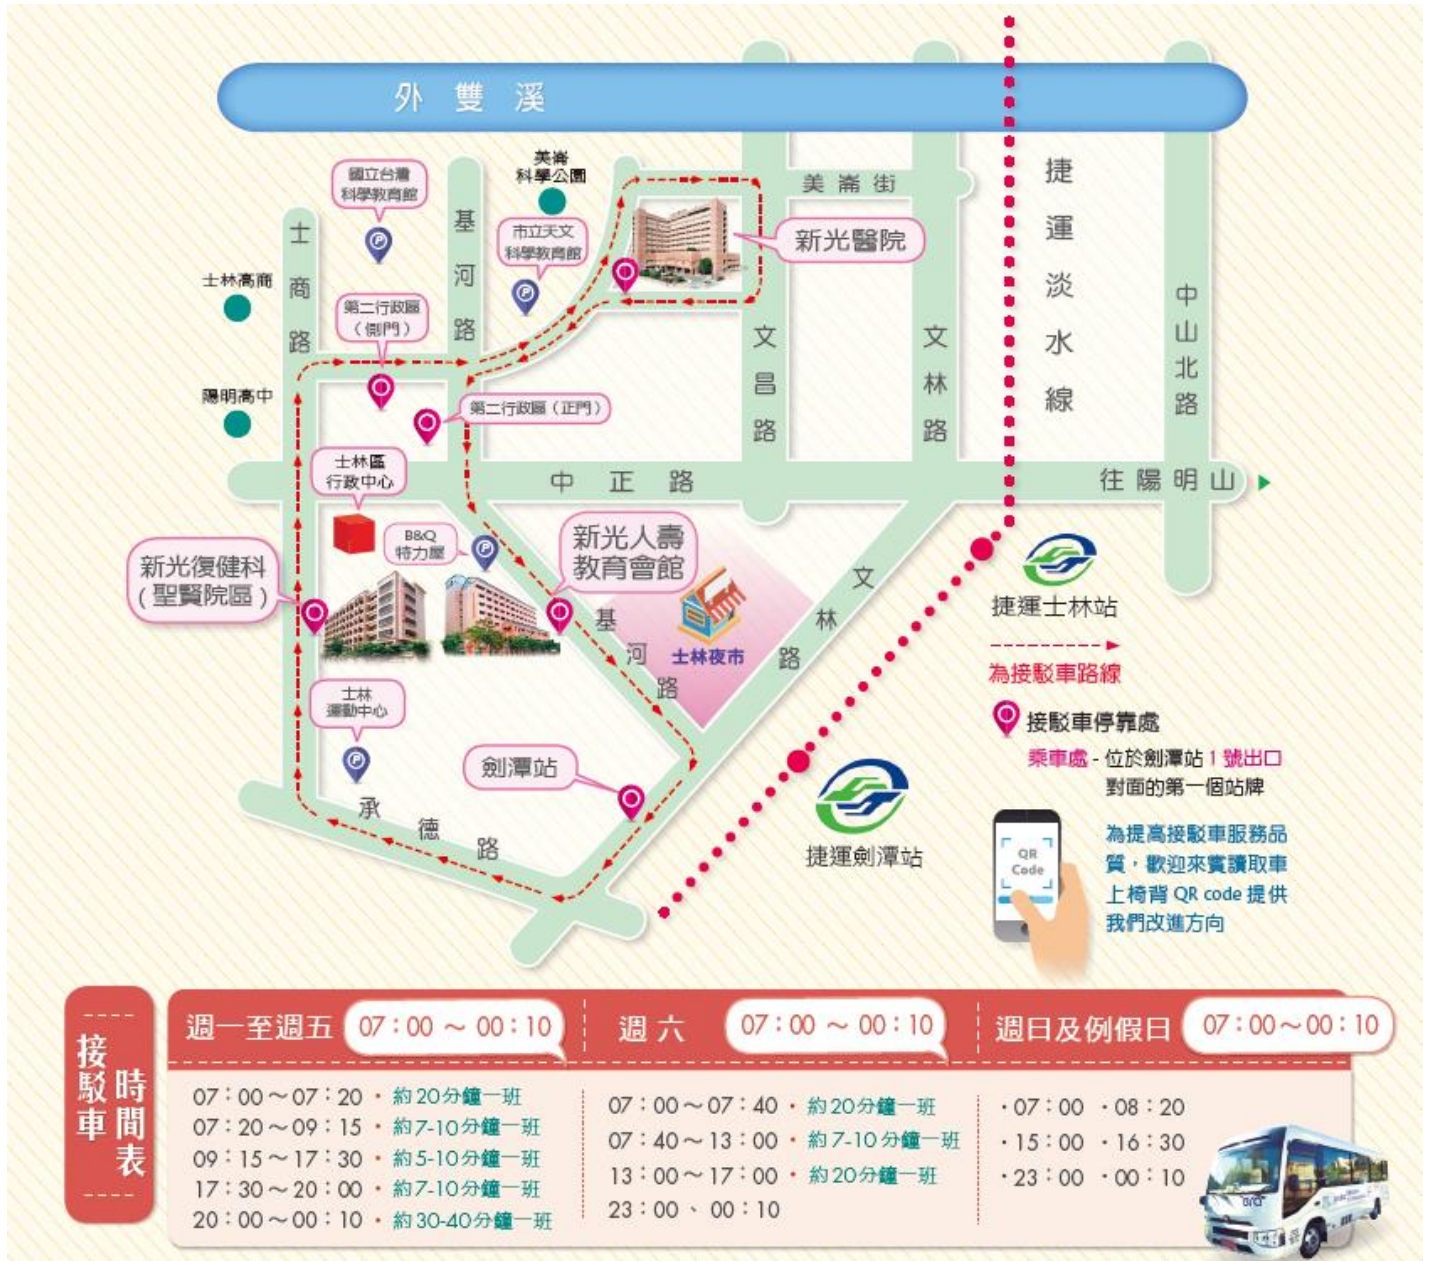 外雙溪
美崙
科學公園
國立台灣
科學教育館
美崙街
捷運淡水線
基河路
士商路
市立天文
科學教育館
新光醫院
士林高商
中山北路
第二行政區
(側門)
文昌路
文林路
陽明高中
第二行政區(正門)
士林區
行政中心
中正路
往陽明山
B&Q
特力屋
新光人壽
教育會館
新光復健科
(聖賢院區)
文林路
捷運士林站
基河路
士林夜市
為接駁車路線
士林
運動中心
接駁車停靠處
劍潭站
乘車處-位於劍潭站1號出口
對面的第一個站牌
承德路
捷運劍潭站
QR
Code
為提高接駁車服務品
質,歡迎來賓讀取車
上椅背 QR code 提供
我們改進方向
接駁車
時間表
週一至週五 07:00~00:10
07:00~07:20・約20分鐘一班
07:20~09:15・約7-10分鐘一班
09:15~17:30・約5-10分鐘一班
17:30~20:00・約7-10分鐘一班
20:00~00:10・約30-40分鐘一班
週六 07:00~00:10
07:00~07:40・約20分鐘一班
07:40~13:00・約7-10分鐘一班
13:00~17:00・約20分鐘一班
23:00、00:10
週日及例假日 07:00~00:10
・07:00 ・08:20
・15:00 ・16:30
・23:00 ・00:10